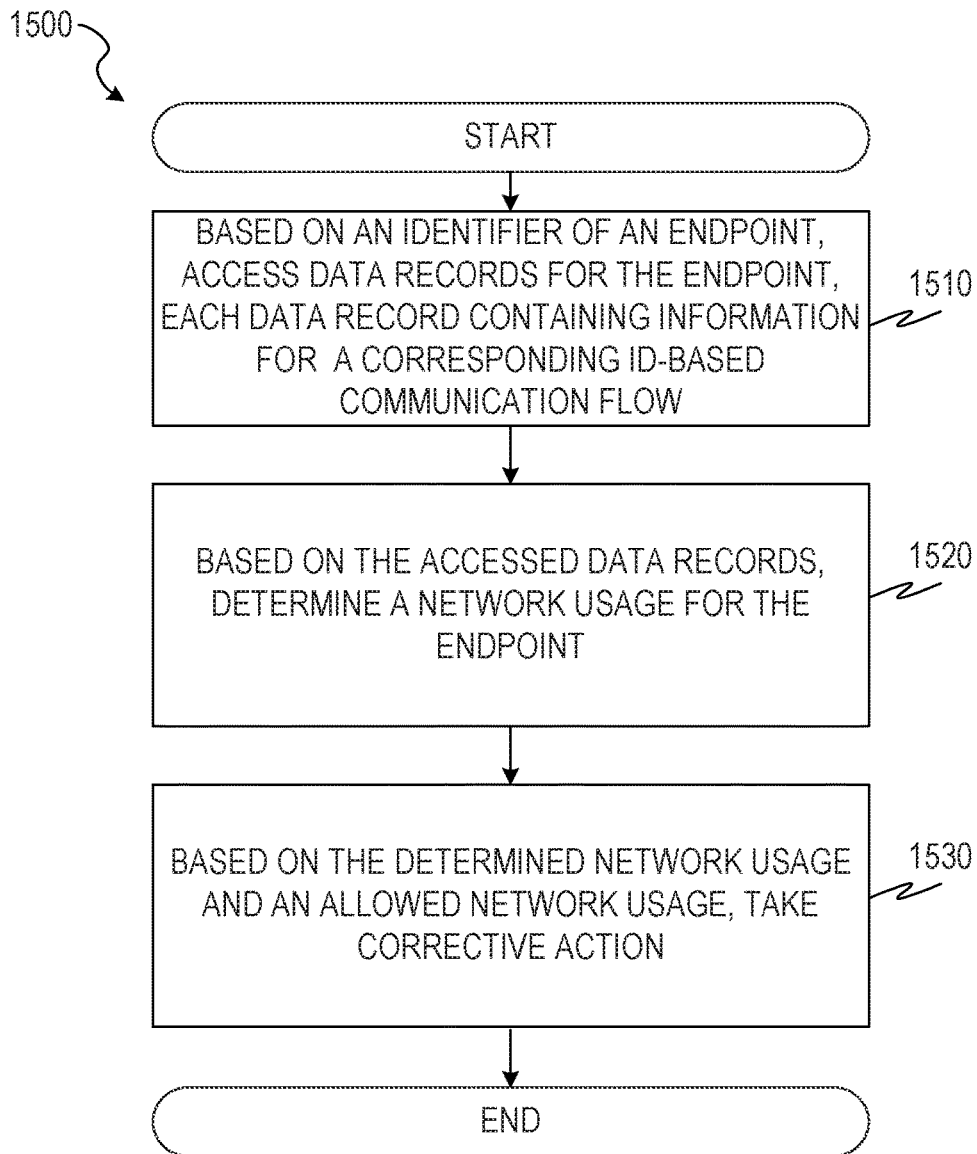 1500
START
BASED ON AN IDENTIFIER OF AN ENDPOINT,
ACCESS DATA RECORDS FOR THE ENDPOINT,
EACH DATA RECORD CONTAINING INFORMATION
FOR A CORRESPONDING ID-BASED
COMMUNICATION FLOW
1510
BASED ON THE ACCESSED DATA RECORDS,
DETERMINE A NETWORK USAGE FOR THE
ENDPOINT
1520
BASED ON THE DETERMINED NETWORK USAGE
AND AN ALLOWED NETWORK USAGE, TAKE
CORRECTIVE ACTION
1530
END